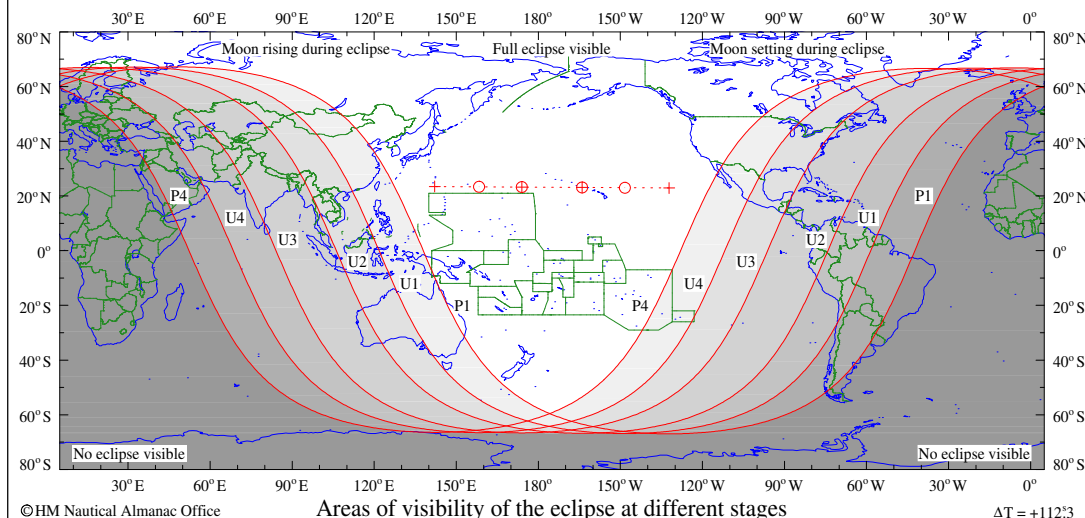 30°E 60°E 90°E 120°E 150°E 180° 150°W 120°W 90°W 60°W 30°W 0°
80°N 80°N
Moon rising during eclipse Full eclipse visible Moon setting during eclipse
60°N 60°N
40°N 40°N
20°N P4 P1 20°N
U4 U1
0° U3 U2 0°
U2 U3
U1 U4
20°S P1 P4 20°S
40°S 40°S
60°S 60°S
No eclipse visible No eclipse visible
80°S 80°S
30°E 60°E 90°E 120°E 150°E 180° 150°W 120°W 90°W 60°W 30°W 0°
©HM Nautical Almanac Office Areas of visibility of the eclipse at different stages ΔT = +112ˢ.3